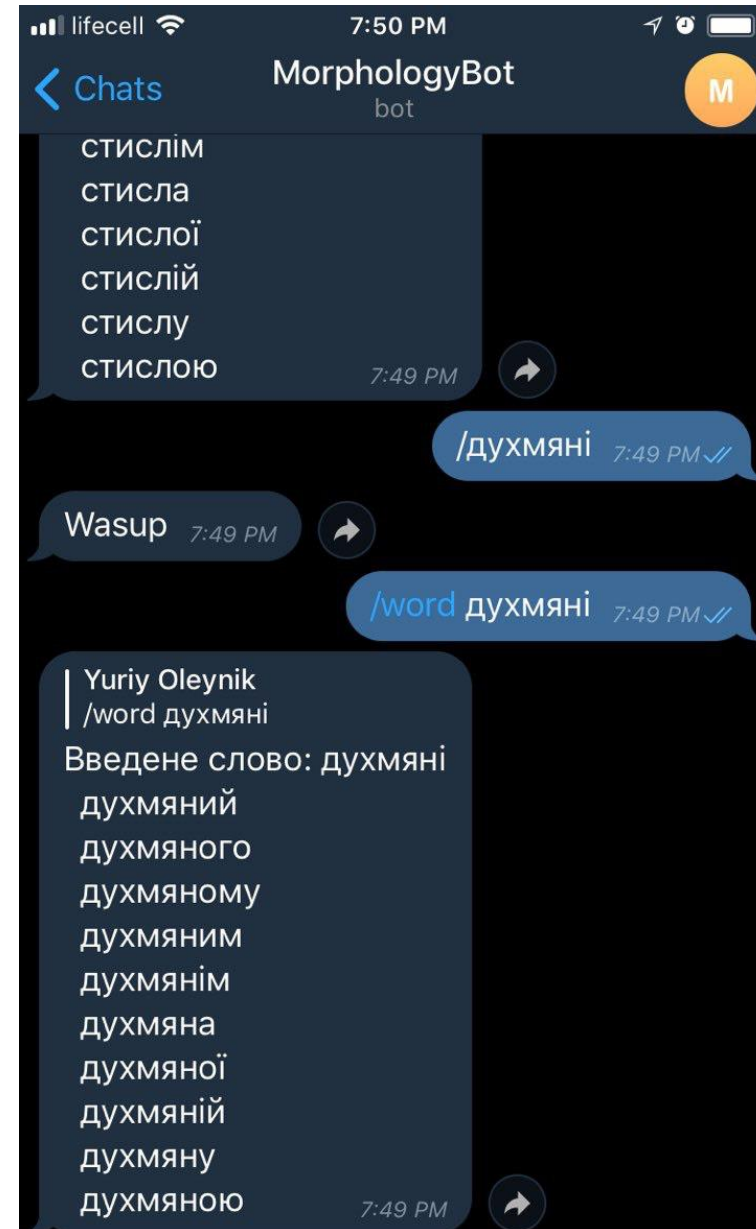 lifecell 7:50 PM
Chats MorphologyBot M
bot
стислім
стисла
стислої
стислій
стислу
стислою 7:49 PM
/духмяні 7:49 PM
Wasup 7:49 PM
/word духмяні 7:49 PM
Yuriy Oleynik
/word духмяні
Введене слово: духмяні
духмяний
духмяного
духмяному
духмяним
духмянім
духмяна
духмяної
духмяній
духмяну
духмяною 7:49 PM